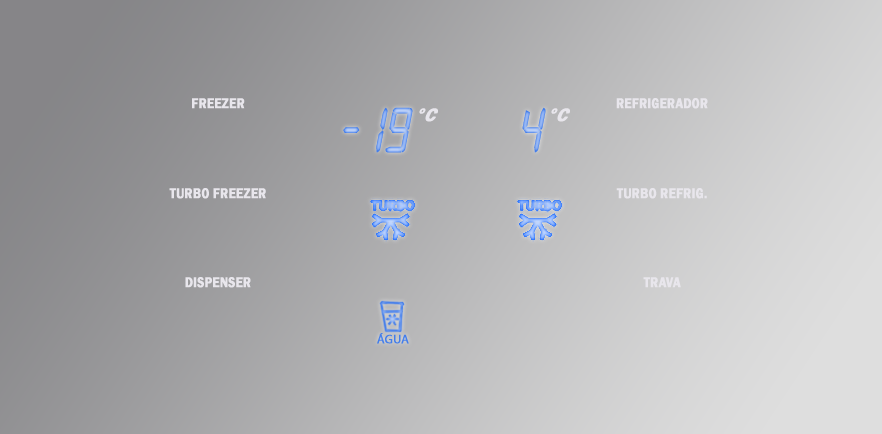 FREEZER -19 °C 4 °C REFRIGERADOR
TURBO FREEZER TURBO TURBO TURBO REFRIG.
DISPENSER TRAVA
ÁGUA